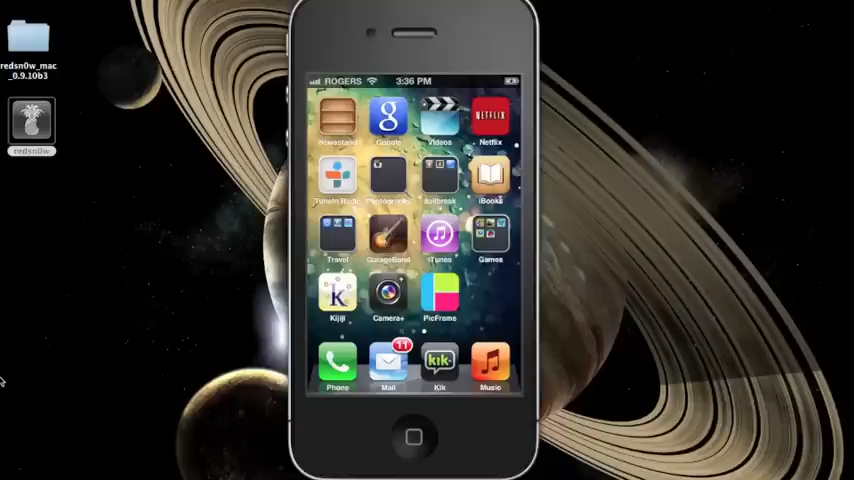 redsn0w_mac
_0.9.10b3
redsn0w
ROGERS 3:36 PM
Newsstand Google Videos Netflix
NETFLIX
TuneIn Radio Photography Jailbreak iBooks
Travel GarageBand iTunes Games
k
Kijiji Camera+ PicFrame
11
kik
Phone Mail Kik Music